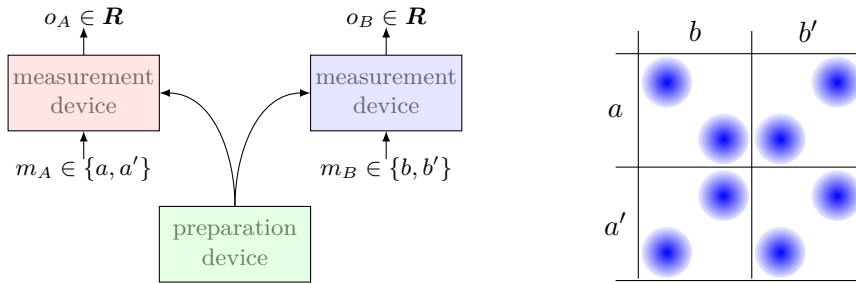 o_A ∈ R
o_B ∈ R
measurement
device
measurement
device
m_A ∈ {a, a′}
m_B ∈ {b, b′}
preparation
device
b
b′
a
a′